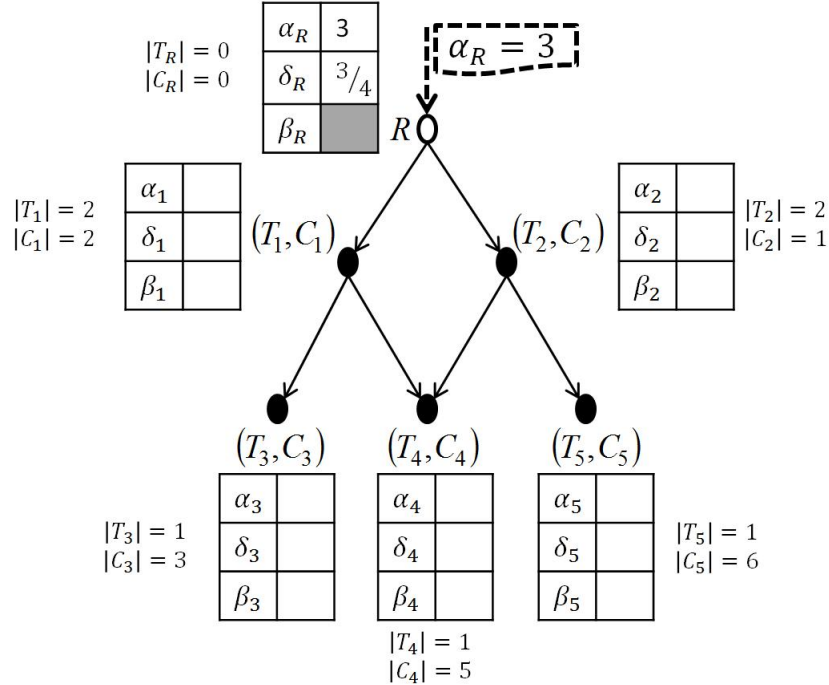 |T_R| = 0
|C_R| = 0
α_R 3
δ_R 3/4
β_R
α_R = 3
R
|T_1| = 2
|C_1| = 2
α_1
δ_1
β_1
(T_1, C_1)
(T_2, C_2)
α_2
δ_2
β_2
|T_2| = 2
|C_2| = 1
(T_3, C_3)
(T_4, C_4)
(T_5, C_5)
|T_3| = 1
|C_3| = 3
α_3
δ_3
β_3
α_4
δ_4
β_4
|T_4| = 1
|C_4| = 5
α_5
δ_5
β_5
|T_5| = 1
|C_5| = 6